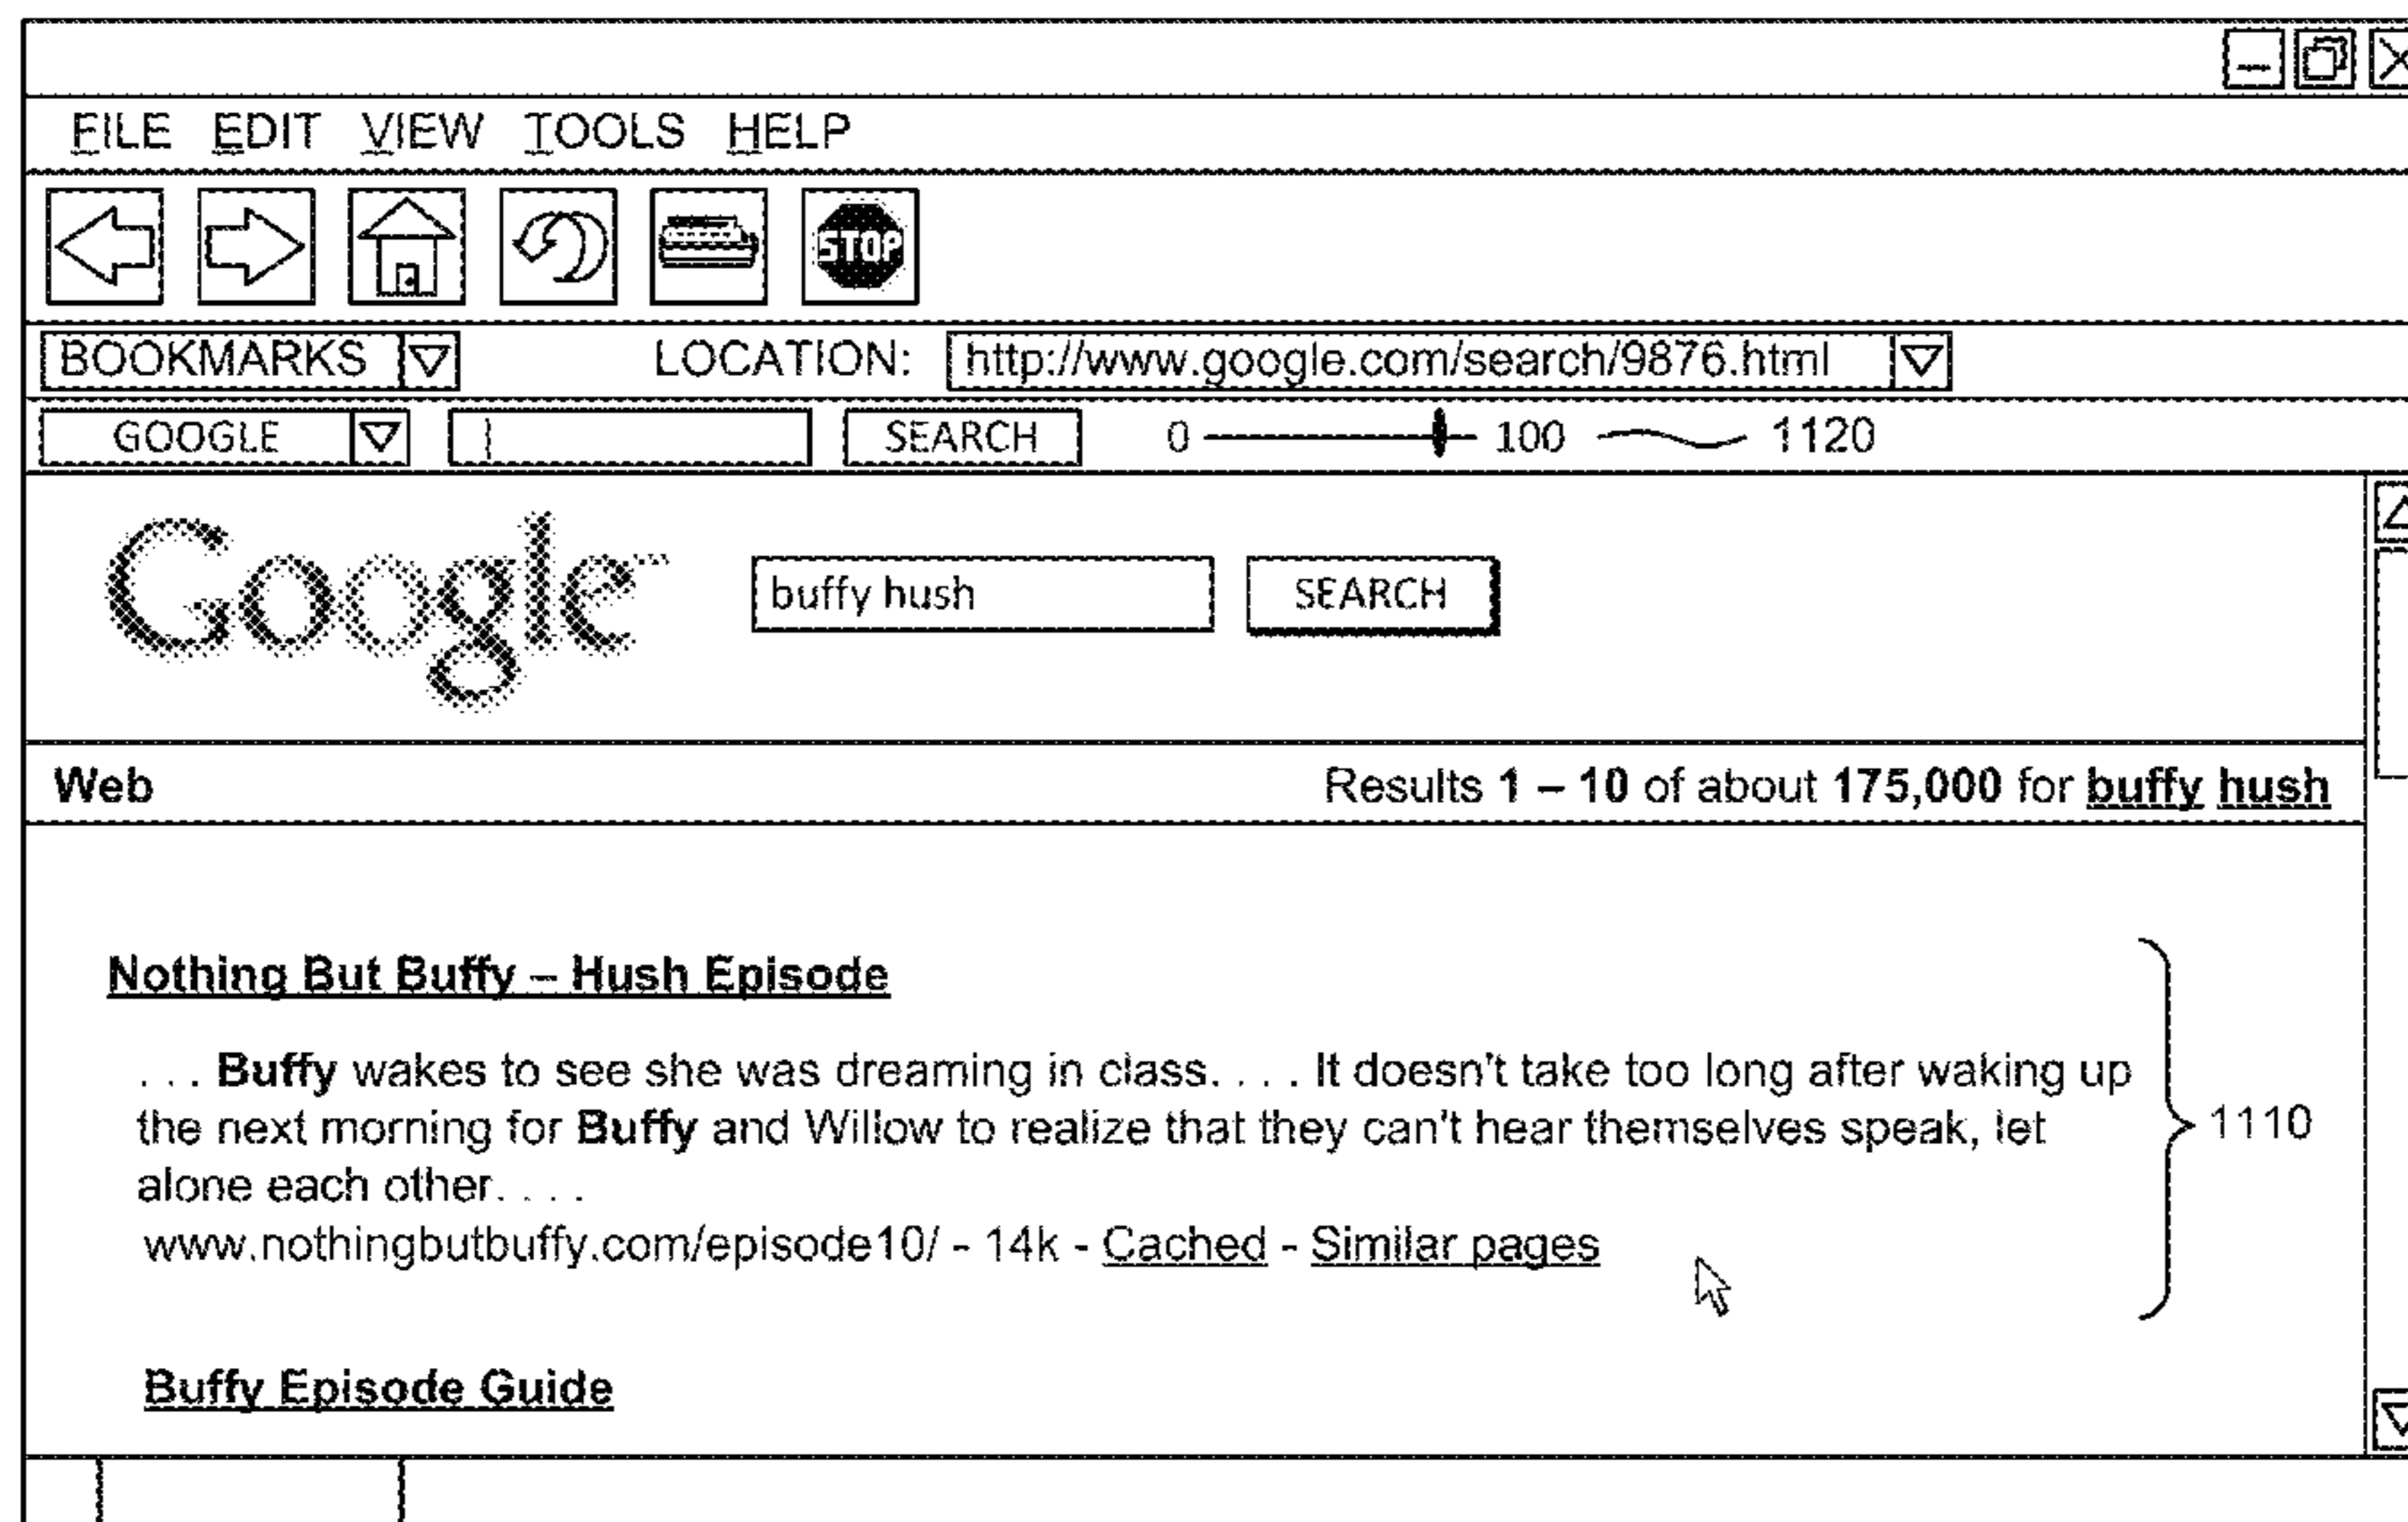 FILE EDIT VIEW TOOLS HELP
STOP
BOOKMARKS LOCATION: http://www.google.com/search/9876.html
GOOGLE SEARCH 0 100 1120
Google buffy hush SEARCH
Web Results 1 – 10 of about 175,000 for buffy hush
Nothing But Buffy – Hush Episode
. . . Buffy wakes to see she was dreaming in class. . . . It doesn't take too long after waking up
the next morning for Buffy and Willow to realize that they can't hear themselves speak, let
alone each other. . . .
1110
www.nothingbutbuffy.com/episode10/ - 14k - Cached - Similar pages
Buffy Episode Guide